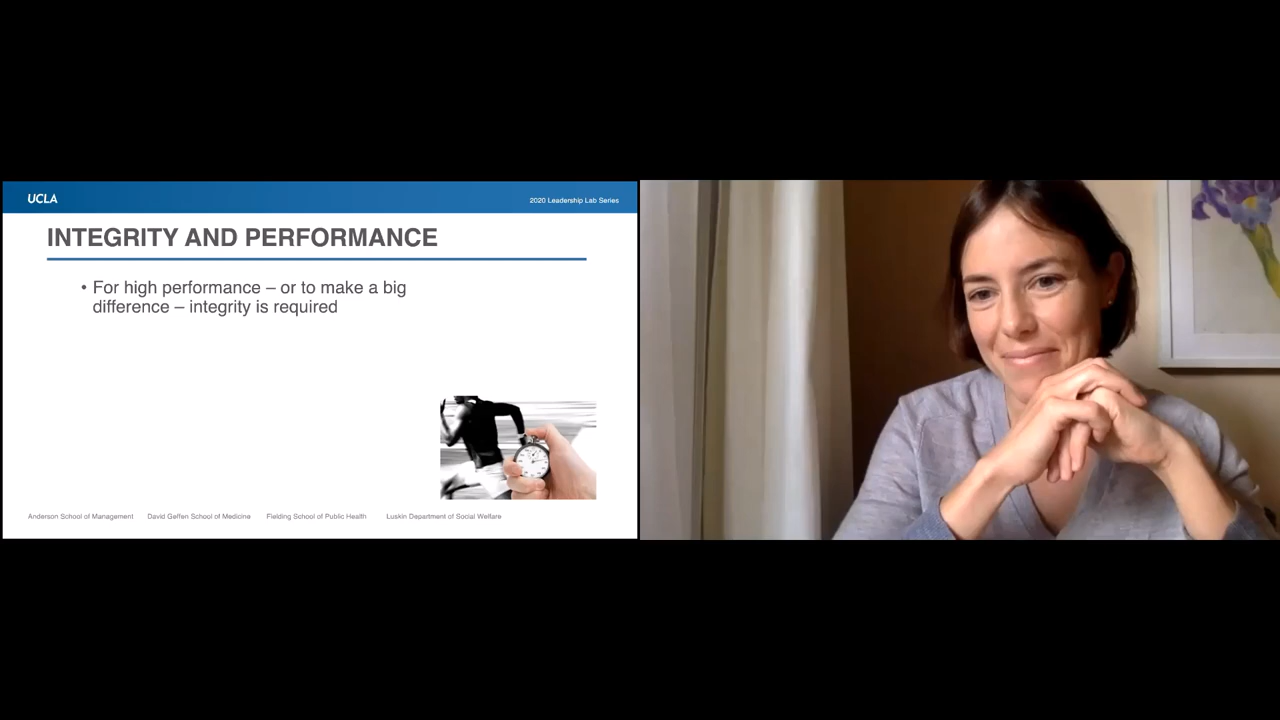 UCLA
2020 Leadership Lab Series
INTEGRITY AND PERFORMANCE
• For high performance – or to make a big
difference – integrity is required
Anderson School of Management David Geffen School of Medicine Fielding School of Public Health Luskin Department of Social Welfare